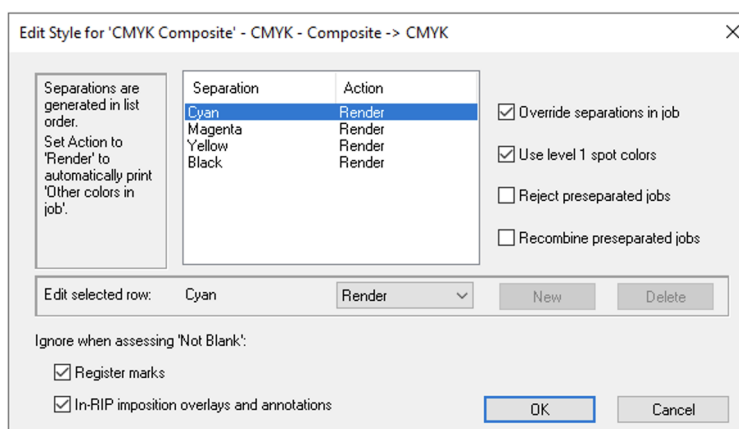 Edit Style for 'CMYK Composite' - CMYK - Composite -> CMYK
Separations are
generated in list
order.
Set Action to
'Render' to
automatically print
'Other colors in
job'.
Separation Action
Cyan Render
Magenta Render
Yellow Render
Black Render
Override separations in job
Use level 1 spot colors
Reject preseparated jobs
Recombine preseparated jobs
Edit selected row: Cyan Render New Delete
Ignore when assessing 'Not Blank':
Register marks
In-RIP imposition overlays and annotations
OK Cancel